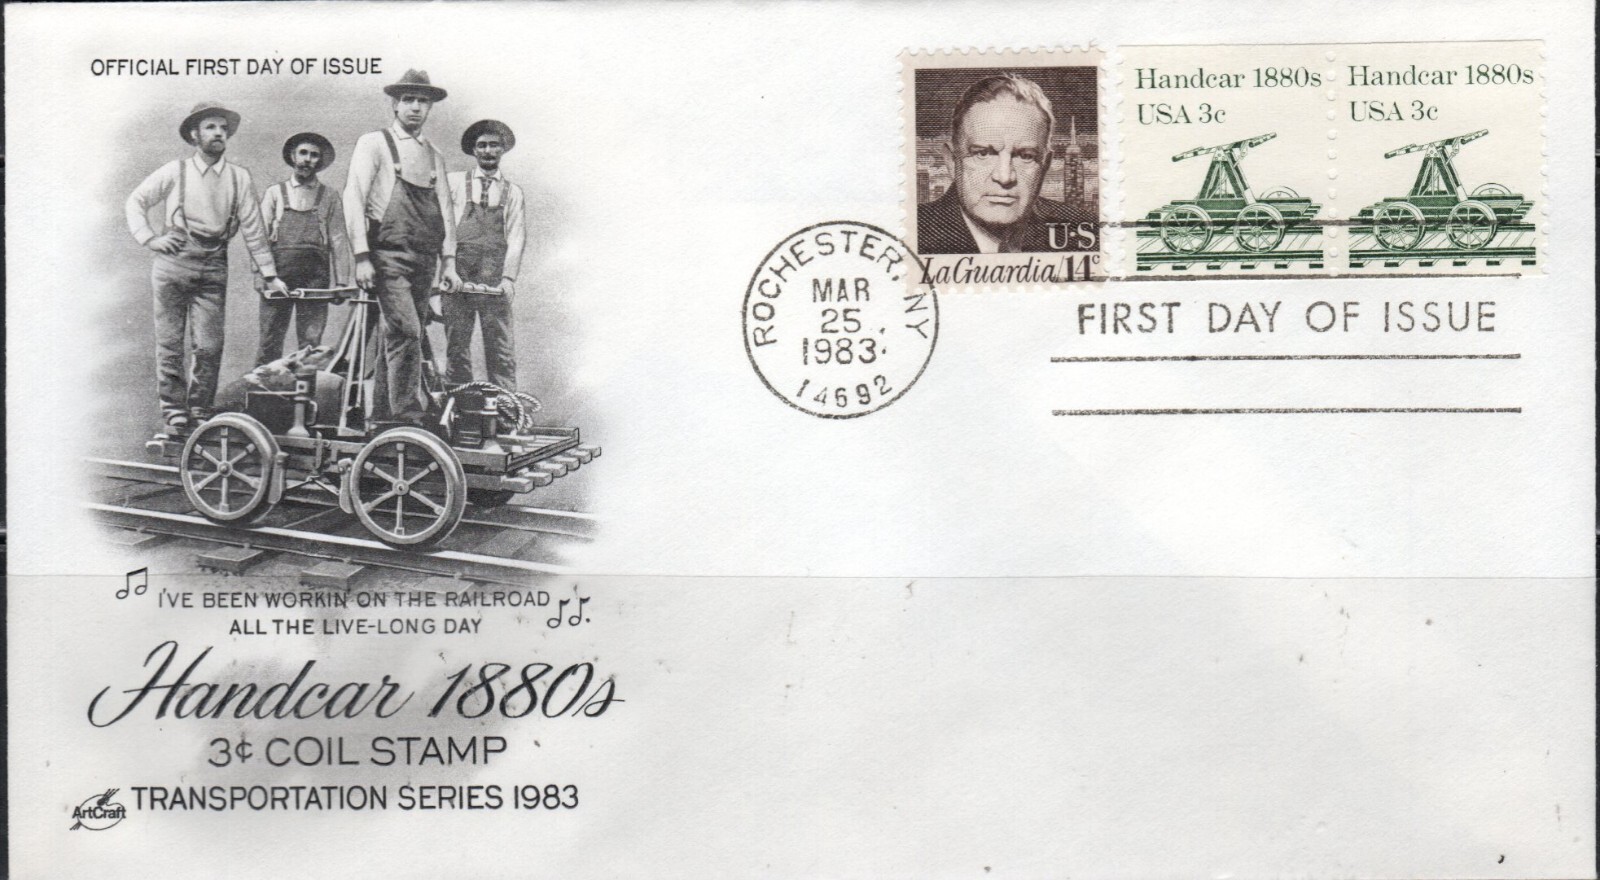 OFFICIAL FIRST DAY OF ISSUE
I'VE BEEN WORKIN' ON THE RAILROAD
ALL THE LIVE-LONG DAY
Handcar 1880s
3¢ COIL STAMP
TRANSPORTATION SERIES 1983
ArtCraft
U·S
LaGuardia/14c
Handcar 1880s
USA 3c
Handcar 1880s
USA 3c
ROCHESTER, NY
MAR
25
1983
14692
FIRST DAY OF ISSUE